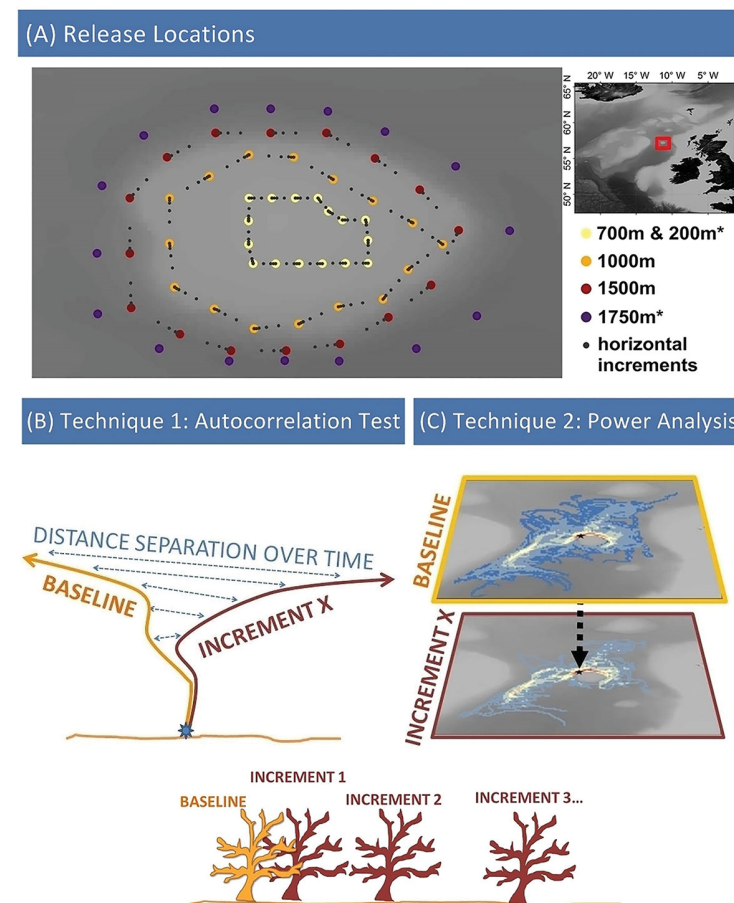 (A) Release Locations
20° W 15° W 10° W 5° W
65° N
60° N
55° N
50° N
700m & 200m*
1000m
1500m
1750m*
horizontal
increments
(B) Technique 1: Autocorrelation Test
(C) Technique 2: Power Analysis
DISTANCE SEPARATION OVER TIME
BASELINE
INCREMENT X
BASELINE
INCREMENT X
INCREMENT 1
BASELINE
INCREMENT 2
INCREMENT 3...